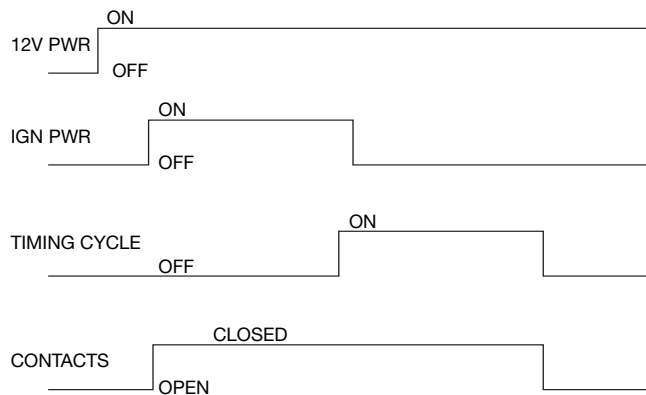 ON
12V PWR
OFF
ON
IGN PWR
OFF
ON
TIMING CYCLE
OFF
CLOSED
CONTACTS
OPEN